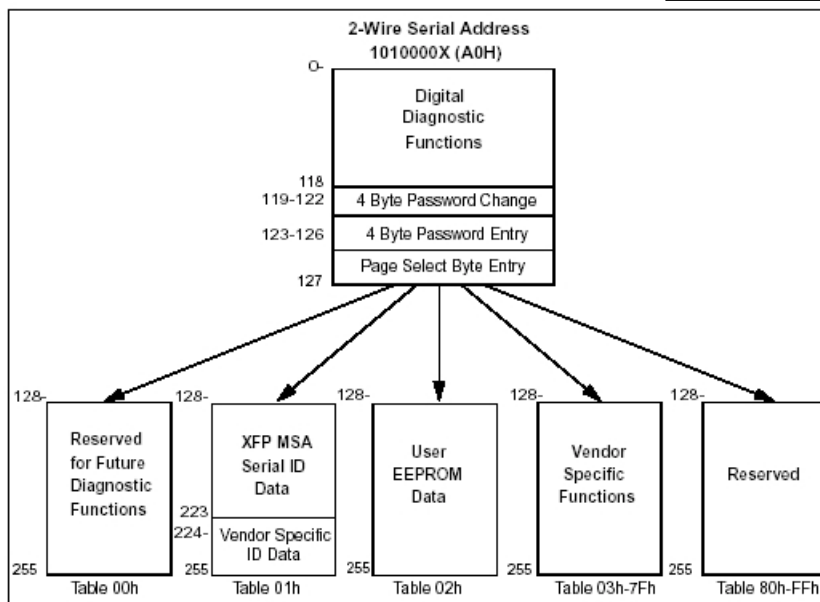 2-Wire Serial Address
1010000X (A0H)
0-
Digital
Diagnostic
Functions
118
119-122
4 Byte Password Change
123-126
4 Byte Password Entry
Page Select Byte Entry
127
128-
Reserved
for Future
Diagnostic
Functions
255
Table 00h
128-
XFP MSA
Serial ID
Data
223
224-
Vendor Specific
ID Data
255
Table 01h
128-
User
EEPROM
Data
255
Table 02h
128-
Vendor
Specific
Functions
255
Table 03h-7Fh
128-
Reserved
255
Table 80h-FFh